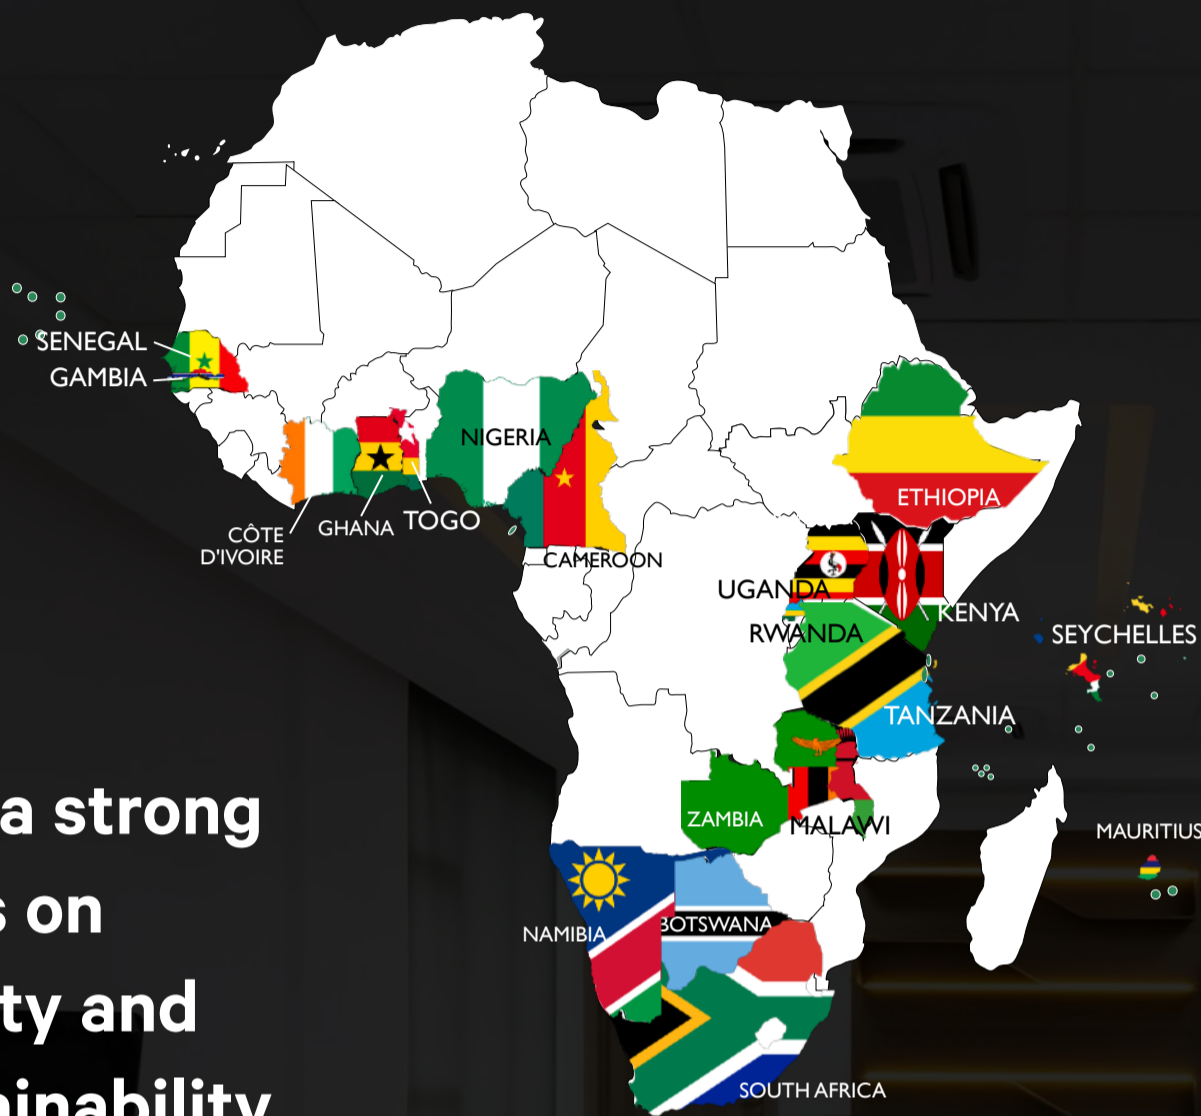 SENEGAL
GAMBIA
NIGERIA
ETHIOPIA
CÔTE
D'IVOIRE
GHANA
TOGO
CAMEROON
UGANDA
KENYA
RWANDA
SEYCHELLES
TANZANIA
ZAMBIA
MALAWI
MAURITIUS
BOTSWANA
NAMIBIA
SOUTH AFRICA
a strong
s on
ty and
ainability